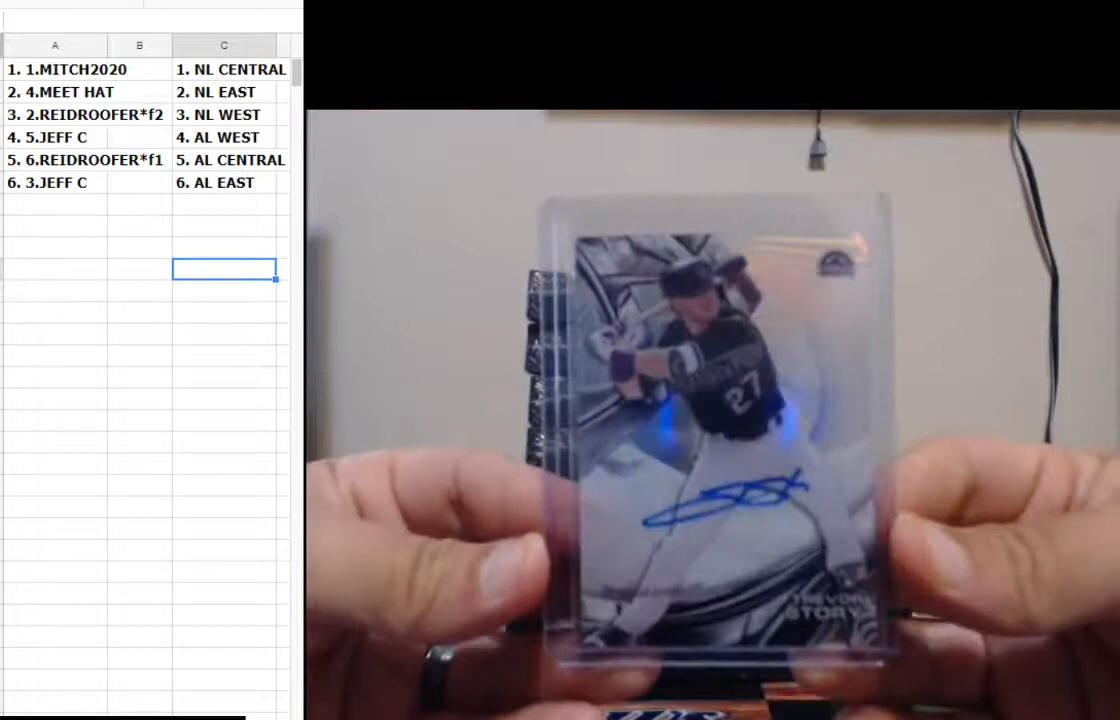 A B C
1. 1.MITCH2020 1. NL CENTRAL
2. 4.MEET HAT 2. NL EAST
3. 2.REIDROOFER*f2 3. NL WEST
4. 5.JEFF C 4. AL WEST
5. 6.REIDROOFER*f1 5. AL CENTRAL
6. 3.JEFF C 6. AL EAST
27
TREVOR
STORY